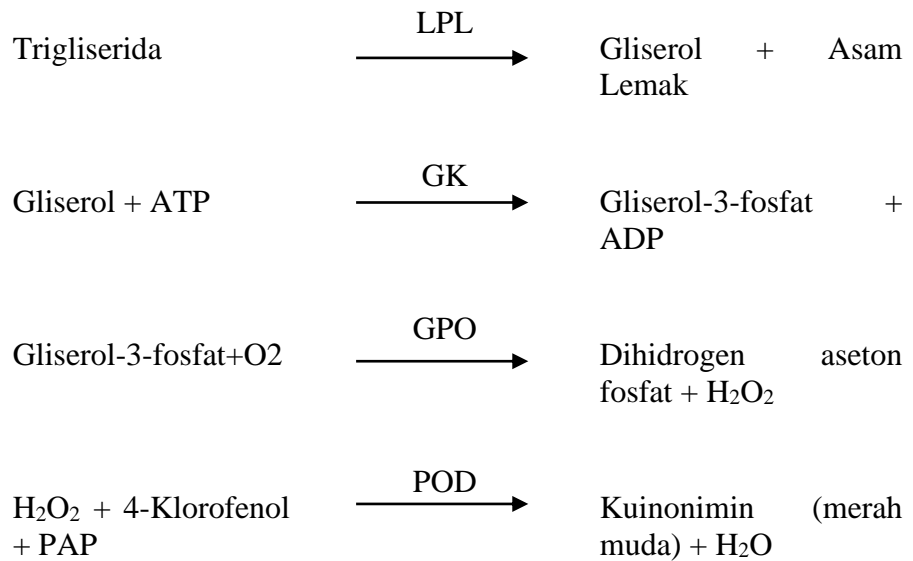 LPL
Trigliserida Gliserol + Asam
Lemak
GK
Gliserol + ATP Gliserol-3-fosfat +
ADP
GPO
Gliserol-3-fosfat+O2 Dihidrogen aseton
fosfat + H₂O₂
POD
H₂O₂ + 4-Klorofenol Kuinonimin (merah
+ PAP muda) + H₂O